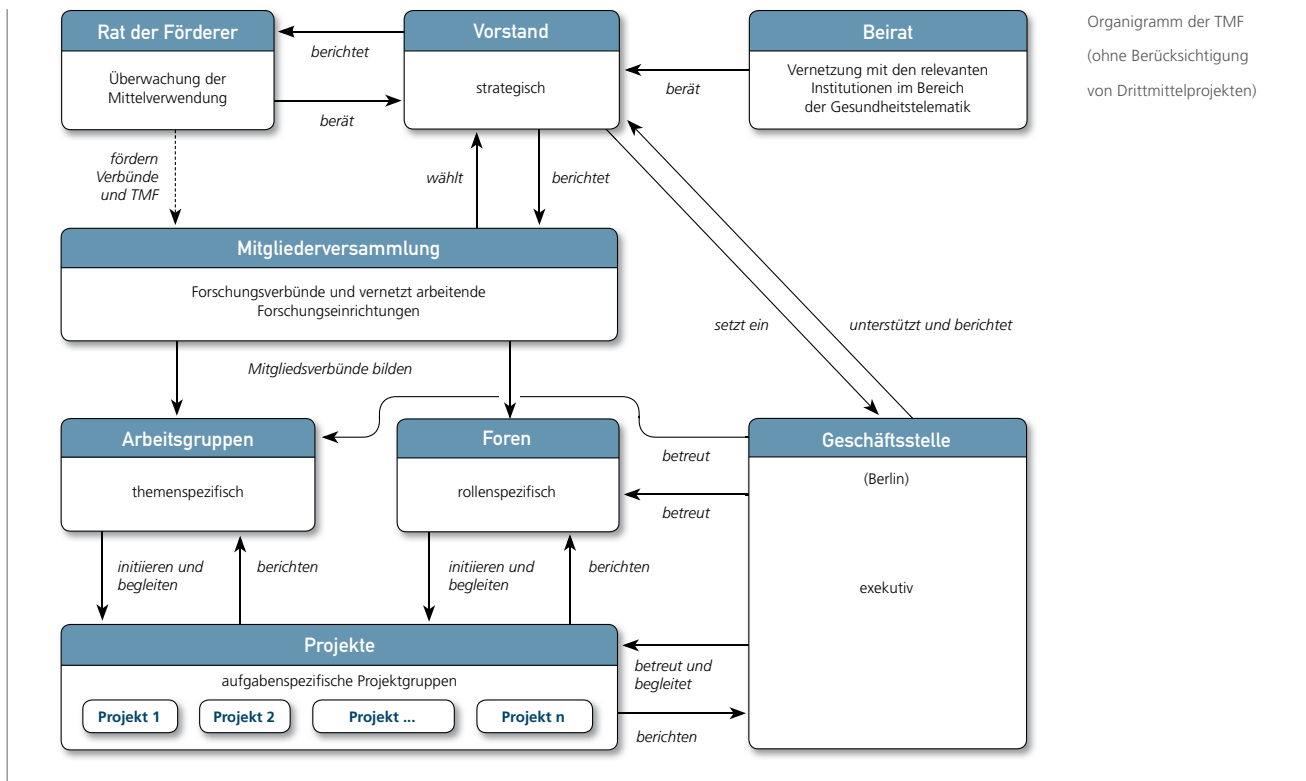 Rat der Förderer
Überwachung der
Mittelverwendung
berichtet
berät
Vorstand
strategisch
berät
Beirat
Vernetzung mit den relevanten
Institutionen im Bereich
der Gesundheitstelematik
Organigramm der TMF
(ohne Berücksichtigung
von Drittmittelprojekten)
fördern
Verbünde
und TMF
wählt
berichtet
Mitgliederversammlung
Forschungsverbünde und vernetzt arbeitende
Forschungseinrichtungen
setzt ein
unterstützt und berichtet
Mitgliedsverbünde bilden
Arbeitsgruppen
themenspezifisch
Foren
rollenspezifisch
betreut
betreut
Geschäftsstelle
(Berlin)
exekutiv
initiieren und
begleiten
berichten
initiieren und
begleiten
berichten
Projekte
aufgabenspezifische Projektgruppen
Projekt 1
Projekt 2
Projekt ...
Projekt n
betreut und
begleitet
berichten